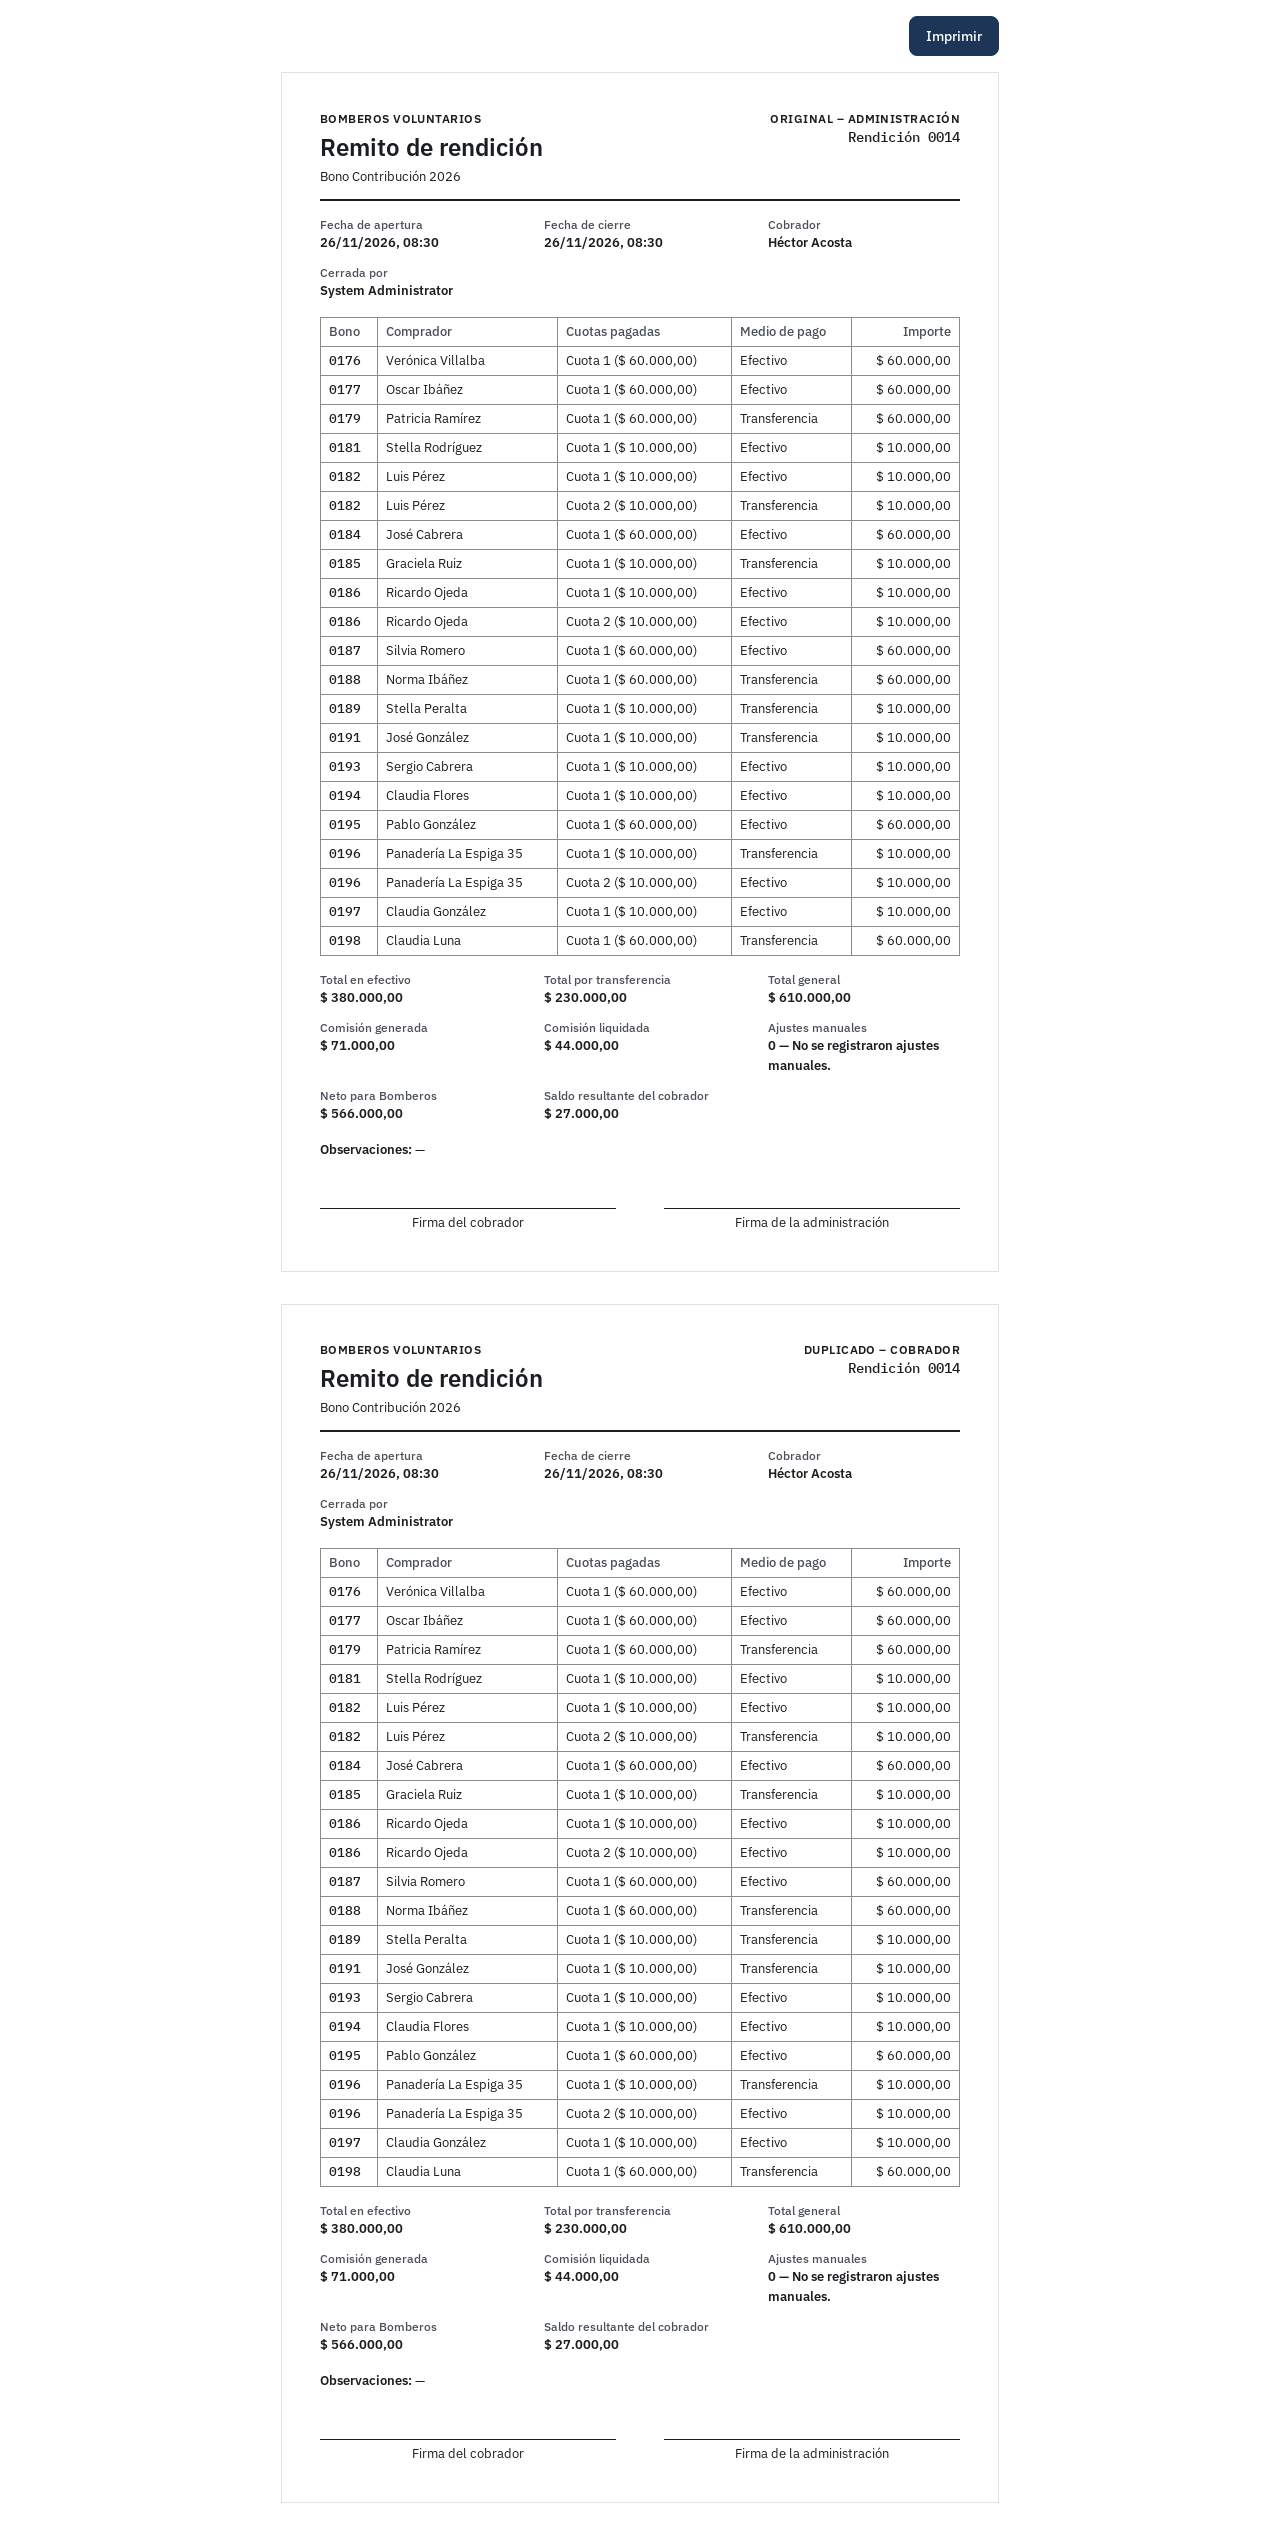 Imprimir
BOMBEROS VOLUNTARIOS
ORIGINAL – ADMINISTRACIÓN
Remito de rendición
Rendición 0014
Bono Contribución 2026
Fecha de apertura Fecha de cierre Cobrador
26/11/2026, 08:30 26/11/2026, 08:30 Héctor Acosta
Cerrada por
System Administrator
Bono Comprador Cuotas pagadas Medio de pago Importe
0176 Verónica Villalba Cuota 1 ($ 60.000,00) Efectivo $ 60.000,00
0177 Oscar Ibáñez Cuota 1 ($ 60.000,00) Efectivo $ 60.000,00
0179 Patricia Ramírez Cuota 1 ($ 60.000,00) Transferencia $ 60.000,00
0181 Stella Rodríguez Cuota 1 ($ 10.000,00) Efectivo $ 10.000,00
0182 Luis Pérez Cuota 1 ($ 10.000,00) Efectivo $ 10.000,00
0182 Luis Pérez Cuota 2 ($ 10.000,00) Transferencia $ 10.000,00
0184 José Cabrera Cuota 1 ($ 60.000,00) Efectivo $ 60.000,00
0185 Graciela Ruiz Cuota 1 ($ 10.000,00) Transferencia $ 10.000,00
0186 Ricardo Ojeda Cuota 1 ($ 10.000,00) Efectivo $ 10.000,00
0186 Ricardo Ojeda Cuota 2 ($ 10.000,00) Efectivo $ 10.000,00
0187 Silvia Romero Cuota 1 ($ 60.000,00) Efectivo $ 60.000,00
0188 Norma Ibáñez Cuota 1 ($ 60.000,00) Transferencia $ 60.000,00
0189 Stella Peralta Cuota 1 ($ 10.000,00) Transferencia $ 10.000,00
0191 José González Cuota 1 ($ 10.000,00) Transferencia $ 10.000,00
0193 Sergio Cabrera Cuota 1 ($ 10.000,00) Efectivo $ 10.000,00
0194 Claudia Flores Cuota 1 ($ 10.000,00) Efectivo $ 10.000,00
0195 Pablo González Cuota 1 ($ 60.000,00) Efectivo $ 60.000,00
0196 Panadería La Espiga 35 Cuota 1 ($ 10.000,00) Transferencia $ 10.000,00
0196 Panadería La Espiga 35 Cuota 2 ($ 10.000,00) Efectivo $ 10.000,00
0197 Claudia González Cuota 1 ($ 10.000,00) Efectivo $ 10.000,00
0198 Claudia Luna Cuota 1 ($ 60.000,00) Transferencia $ 60.000,00
Total en efectivo Total por transferencia Total general
$ 380.000,00 $ 230.000,00 $ 610.000,00
Comisión generada Comisión liquidada Ajustes manuales
$ 71.000,00 $ 44.000,00 0 — No se registraron ajustes
manuales.
Neto para Bomberos Saldo resultante del cobrador
$ 566.000,00 $ 27.000,00
Observaciones: —
Firma del cobrador Firma de la administración
BOMBEROS VOLUNTARIOS
DUPLICADO – COBRADOR
Remito de rendición
Rendición 0014
Bono Contribución 2026
Fecha de apertura Fecha de cierre Cobrador
26/11/2026, 08:30 26/11/2026, 08:30 Héctor Acosta
Cerrada por
System Administrator
Bono Comprador Cuotas pagadas Medio de pago Importe
0176 Verónica Villalba Cuota 1 ($ 60.000,00) Efectivo $ 60.000,00
0177 Oscar Ibáñez Cuota 1 ($ 60.000,00) Efectivo $ 60.000,00
0179 Patricia Ramírez Cuota 1 ($ 60.000,00) Transferencia $ 60.000,00
0181 Stella Rodríguez Cuota 1 ($ 10.000,00) Efectivo $ 10.000,00
0182 Luis Pérez Cuota 1 ($ 10.000,00) Efectivo $ 10.000,00
0182 Luis Pérez Cuota 2 ($ 10.000,00) Transferencia $ 10.000,00
0184 José Cabrera Cuota 1 ($ 60.000,00) Efectivo $ 60.000,00
0185 Graciela Ruiz Cuota 1 ($ 10.000,00) Transferencia $ 10.000,00
0186 Ricardo Ojeda Cuota 1 ($ 10.000,00) Efectivo $ 10.000,00
0186 Ricardo Ojeda Cuota 2 ($ 10.000,00) Efectivo $ 10.000,00
0187 Silvia Romero Cuota 1 ($ 60.000,00) Efectivo $ 60.000,00
0188 Norma Ibáñez Cuota 1 ($ 60.000,00) Transferencia $ 60.000,00
0189 Stella Peralta Cuota 1 ($ 10.000,00) Transferencia $ 10.000,00
0191 José González Cuota 1 ($ 10.000,00) Transferencia $ 10.000,00
0193 Sergio Cabrera Cuota 1 ($ 10.000,00) Efectivo $ 10.000,00
0194 Claudia Flores Cuota 1 ($ 10.000,00) Efectivo $ 10.000,00
0195 Pablo González Cuota 1 ($ 60.000,00) Efectivo $ 60.000,00
0196 Panadería La Espiga 35 Cuota 1 ($ 10.000,00) Transferencia $ 10.000,00
0196 Panadería La Espiga 35 Cuota 2 ($ 10.000,00) Efectivo $ 10.000,00
0197 Claudia González Cuota 1 ($ 10.000,00) Efectivo $ 10.000,00
0198 Claudia Luna Cuota 1 ($ 60.000,00) Transferencia $ 60.000,00
Total en efectivo Total por transferencia Total general
$ 380.000,00 $ 230.000,00 $ 610.000,00
Comisión generada Comisión liquidada Ajustes manuales
$ 71.000,00 $ 44.000,00 0 — No se registraron ajustes
manuales.
Neto para Bomberos Saldo resultante del cobrador
$ 566.000,00 $ 27.000,00
Observaciones: —
Firma del cobrador Firma de la administración